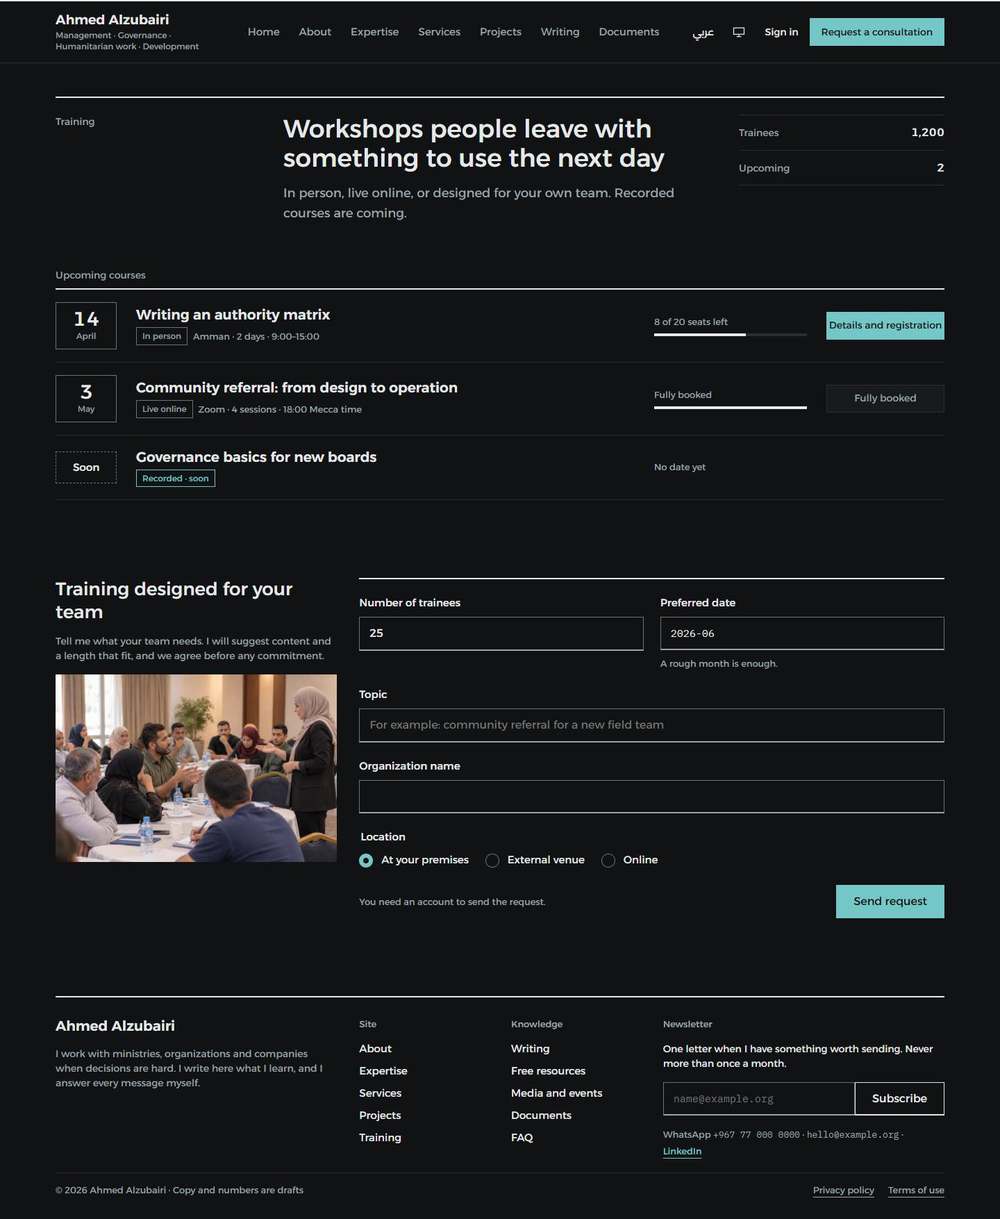 Ahmed Alzubairi
Management · Governance ·
Humanitarian work · Development
Home
About
Expertise
Services
Projects
Writing
Documents
عربي
Sign in
Request a consultation
Training
Workshops people leave with
something to use the next day
In person, live online, or designed for your own team. Recorded
courses are coming.
Trainees 1,200
Upcoming 2
Upcoming courses
14
April
Writing an authority matrix
In person Amman · 2 days · 9:00–15:00
8 of 20 seats left
Details and registration
3
May
Community referral: from design to operation
Live online Zoom · 4 sessions · 18:00 Mecca time
Fully booked
Fully booked
Soon
Governance basics for new boards
Recorded · soon
No date yet
Training designed for your
team
Tell me what your team needs. I will suggest content and
a length that fit, and we agree before any commitment.
Number of trainees
25
Preferred date
2026-06
A rough month is enough.
Topic
For example: community referral for a new field team
Organization name
Location
At your premises
External venue
Online
You need an account to send the request.
Send request
Ahmed Alzubairi
I work with ministries, organizations and companies
when decisions are hard. I write here what I learn, and I
answer every message myself.
Site
About
Expertise
Services
Projects
Training
Knowledge
Writing
Free resources
Media and events
Documents
FAQ
Newsletter
One letter when I have something worth sending. Never
more than once a month.
name@example.org
Subscribe
WhatsApp +967 77 000 0000 · hello@example.org ·
LinkedIn
© 2026 Ahmed Alzubairi · Copy and numbers are drafts
Privacy policy
Terms of use